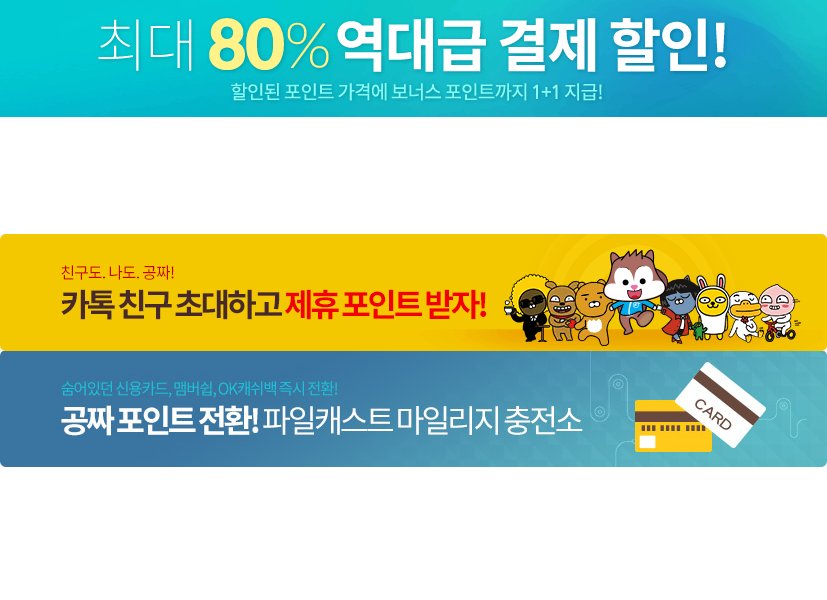 최대 80% 역대급 결제 할인!
할인된 포인트 가격에 보너스 포인트까지 1+1 지급!
친구도. 나도. 공짜!
카톡 친구 초대하고 제휴 포인트 받자!
숨어있던 신용카드, 맴버쉽, OK캐쉬백 즉시 전환!
공짜 포인트 전환! 파일캐스트 마일리지 충전소
CARD